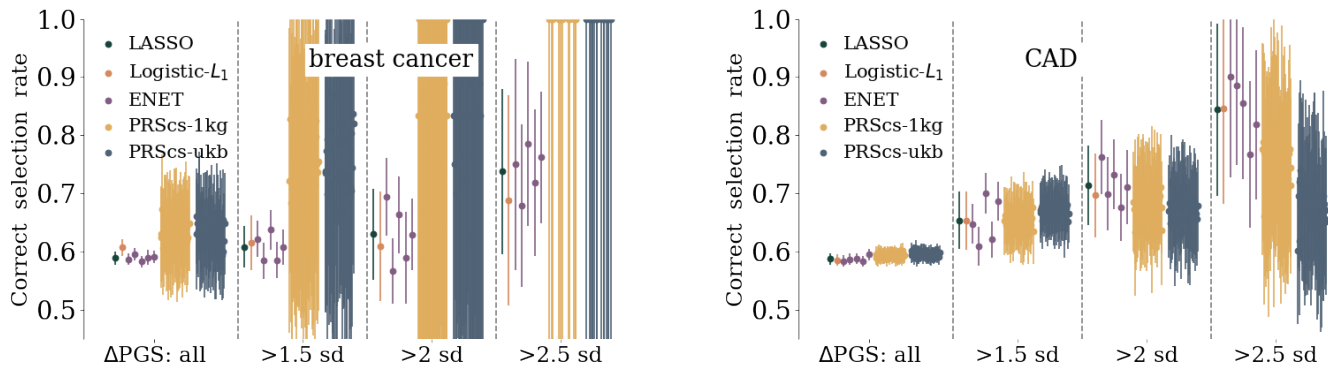 Correct selection rate
1.0
0.9
0.8
0.7
0.6
0.5
LASSO
Logistic-L₁
ENET
PRScs-1kg
PRScs-ukb
breast cancer
ΔPGS: all
>1.5 sd
>2 sd
>2.5 sd
Correct selection rate
1.0
0.9
0.8
0.7
0.6
0.5
LASSO
Logistic-L₁
ENET
PRScs-1kg
PRScs-ukb
CAD
ΔPGS: all
>1.5 sd
>2 sd
>2.5 sd